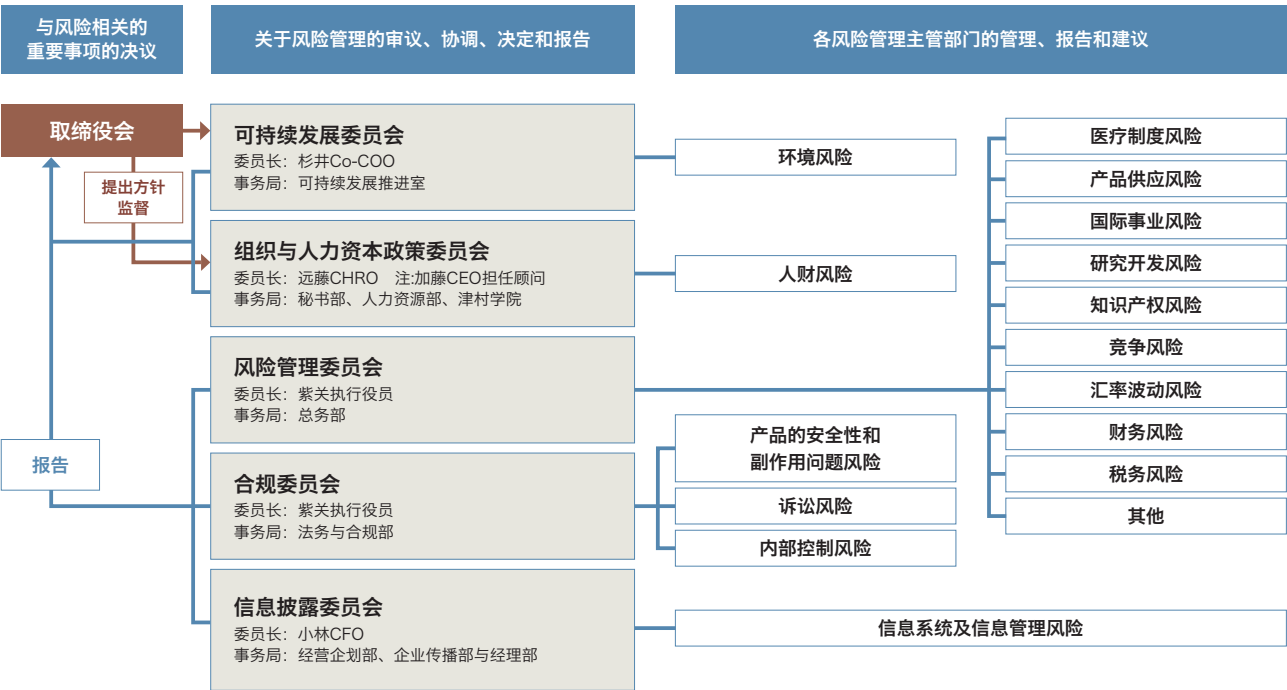 与风险相关的
重要事项的决议
关于风险管理的审议、协调、决定和报告
各风险管理主管部门的管理、报告和建议
取缔役会
提出方针
监督
报告
可持续发展委员会
委员长：杉井Co-COO
事务局：可持续发展推进室
组织与人力资本政策委员会
委员长：远藤CHRO　注:加藤CEO担任顾问
事务局：秘书部、人力资源部、津村学院
风险管理委员会
委员长：紫关执行役员
事务局：总务部
合规委员会
委员长：紫关执行役员
事务局：法务与合规部
信息披露委员会
委员长：小林CFO
事务局：经营企划部、企业传播部与经理部
环境风险
人财风险
产品的安全性和
副作用问题风险
诉讼风险
内部控制风险
信息系统及信息管理风险
医疗制度风险
产品供应风险
国际事业风险
研究开发风险
知识产权风险
竞争风险
汇率波动风险
财务风险
税务风险
其他